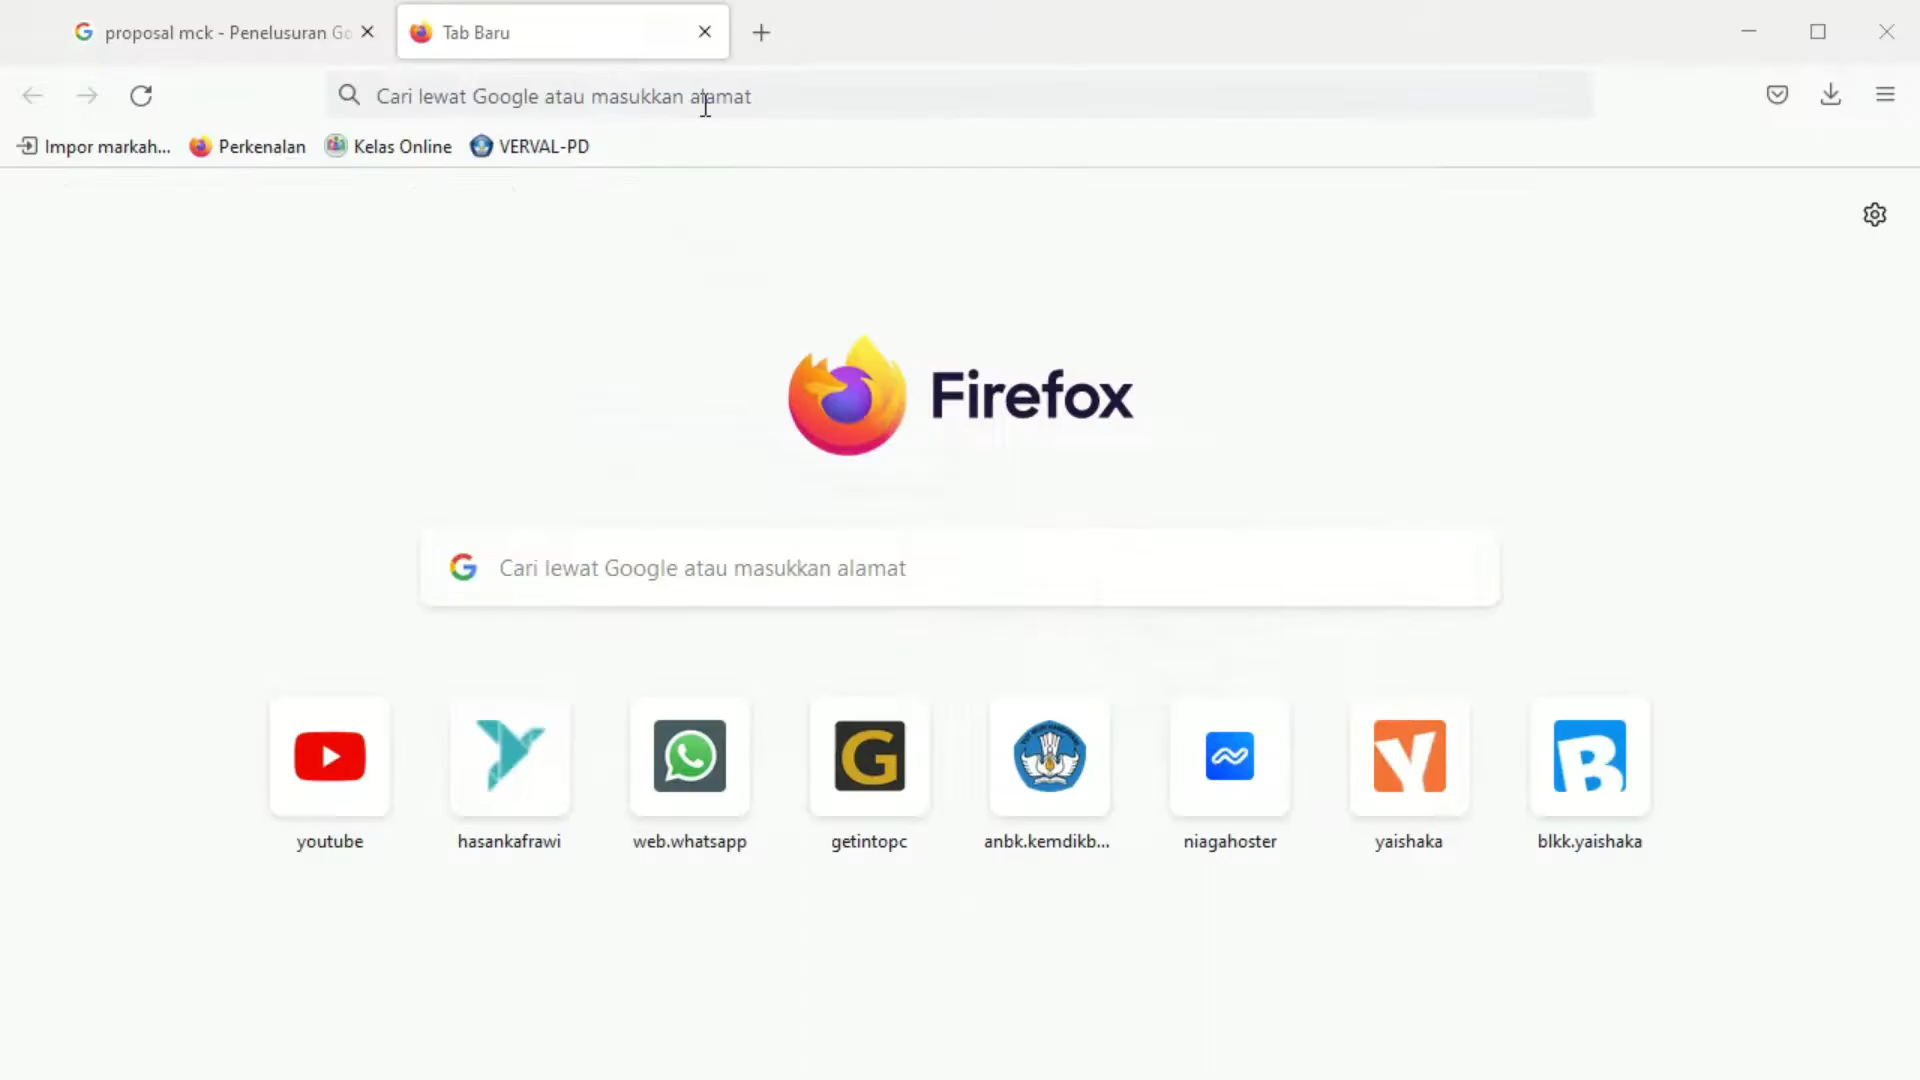 proposal mck - Penelusuran Go
Tab Baru
Cari lewat Google atau masukkan alamat
Impor markah...
Perkenalan
Kelas Online
VERVAL-PD
Firefox
Cari lewat Google atau masukkan alamat
youtube
hasankafrawi
web.whatsapp
getintopc
anbk.kemdikb...
niagahoster
yaishaka
blkk.yaishaka